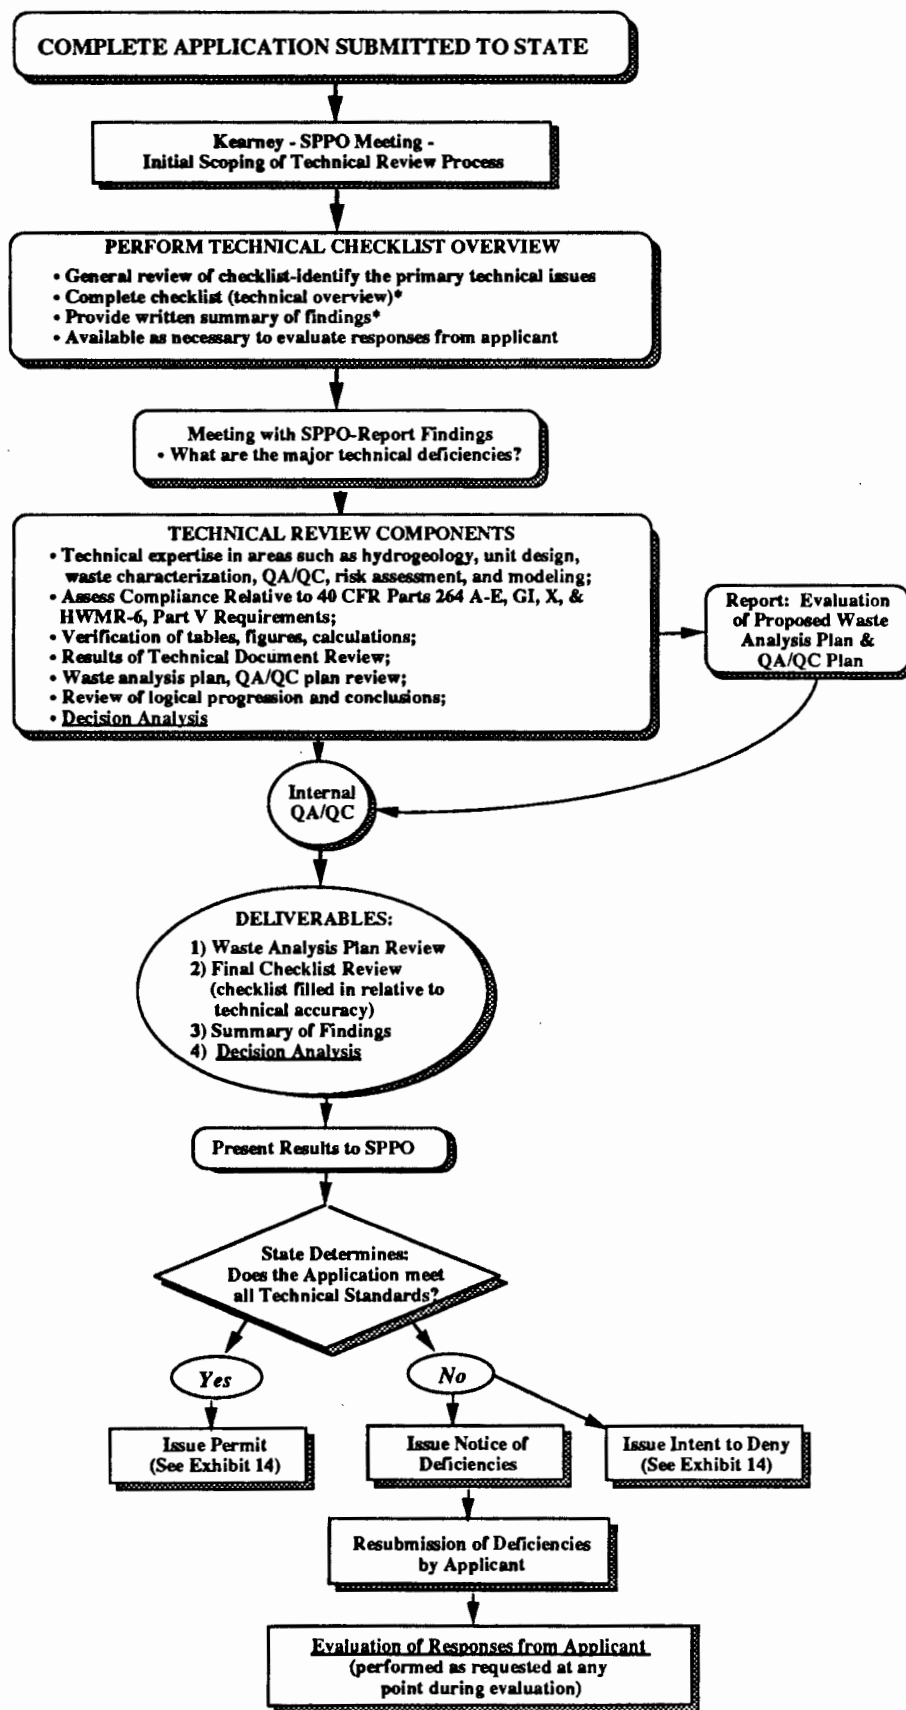 COMPLETE APPLICATION SUBMITTED TO STATE
Kearney - SPPO Meeting -
Initial Scoping of Technical Review Process
PERFORM TECHNICAL CHECKLIST OVERVIEW
• General review of checklist-identify the primary technical issues
• Complete checklist (technical overview)*
• Provide written summary of findings*
• Available as necessary to evaluate responses from applicant
Meeting with SPPO-Report Findings
• What are the major technical deficiencies?
TECHNICAL REVIEW COMPONENTS
• Technical expertise in areas such as hydrogeology, unit design,
waste characterization, QA/QC, risk assessment, and modeling;
• Assess Compliance Relative to 40 CFR Parts 264 A-E, GI, X, &
HWMR-6, Part V Requirements;
• Verification of tables, figures, calculations;
• Results of Technical Document Review;
• Waste analysis plan, QA/QC plan review;
• Review of logical progression and conclusions;
• Decision Analysis
Report: Evaluation
of Proposed Waste
Analysis Plan &
QA/QC Plan
Internal
QA/QC
DELIVERABLES:
1) Waste Analysis Plan Review
2) Final Checklist Review
(checklist filled in relative to
technical accuracy)
3) Summary of Findings
4) Decision Analysis
Present Results to SPPO
State Determines:
Does the Application meet
all Technical Standards?
Yes
No
Issue Permit
(See Exhibit 14)
Issue Notice of
Deficiencies
Issue Intent to Deny
(See Exhibit 14)
Resubmission of Deficiencies
by Applicant
Evaluation of Responses from Applicant
(performed as requested at any
point during evaluation)